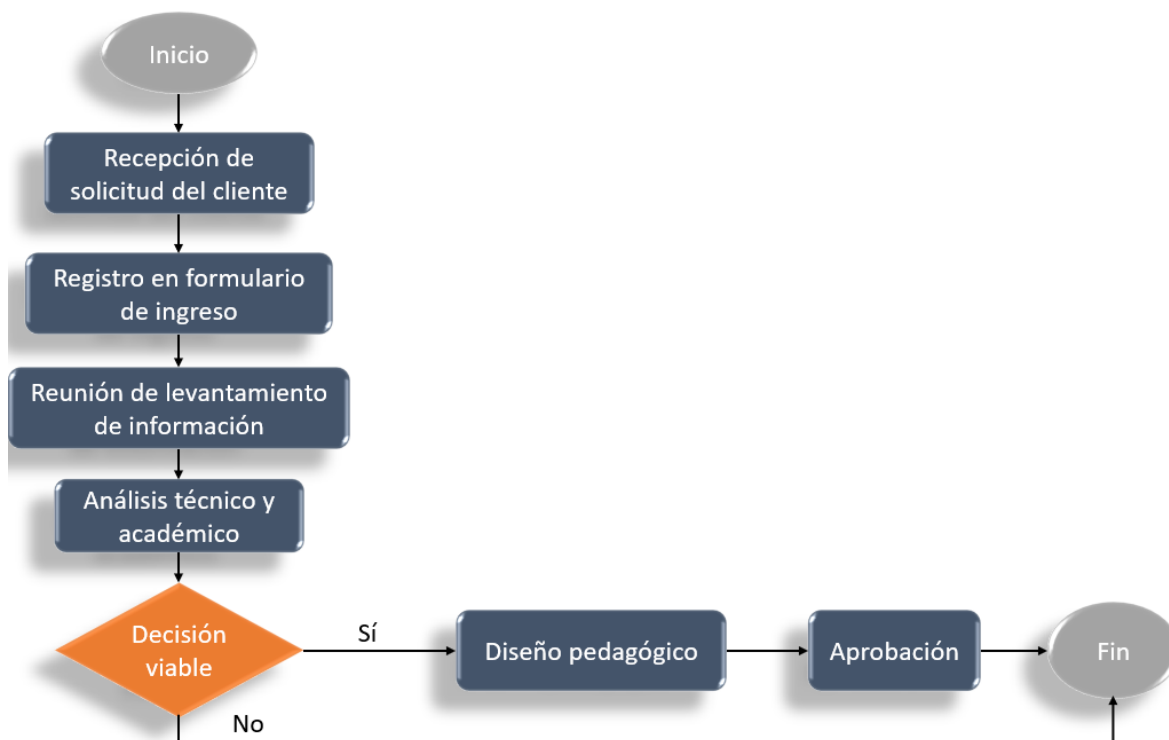 Inicio
Recepción de
solicitud del cliente
Registro en formulario
de ingreso
Reunión de levantamiento
de información
Análisis técnico y
académico
Decisión
viable
Sí
Diseño pedagógico
Aprobación
Fin
No